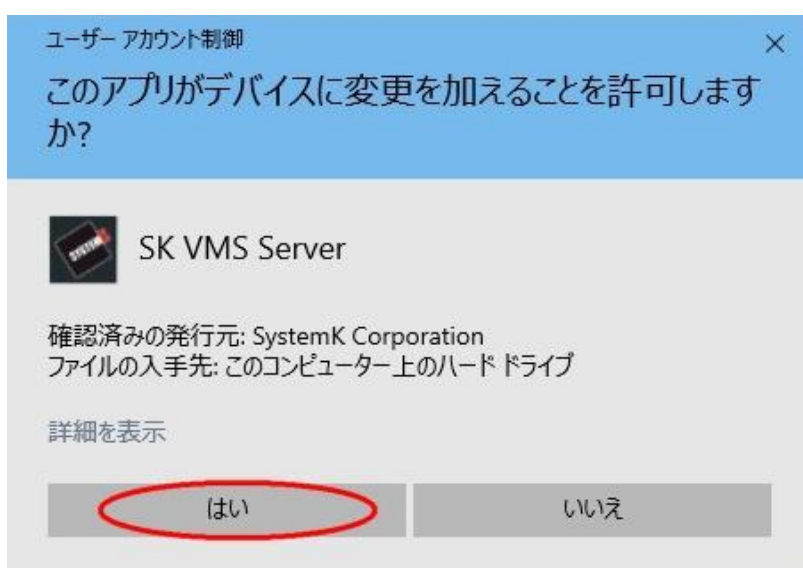 ユーザー アカウント制御
このアプリがデバイスに変更を加えることを許可します
か?
SYSTEMK
SK VMS Server
確認済みの発行元: SystemK Corporation
ファイルの入手先: このコンピューター上のハード ドライブ
詳細を表示
はい
いいえ